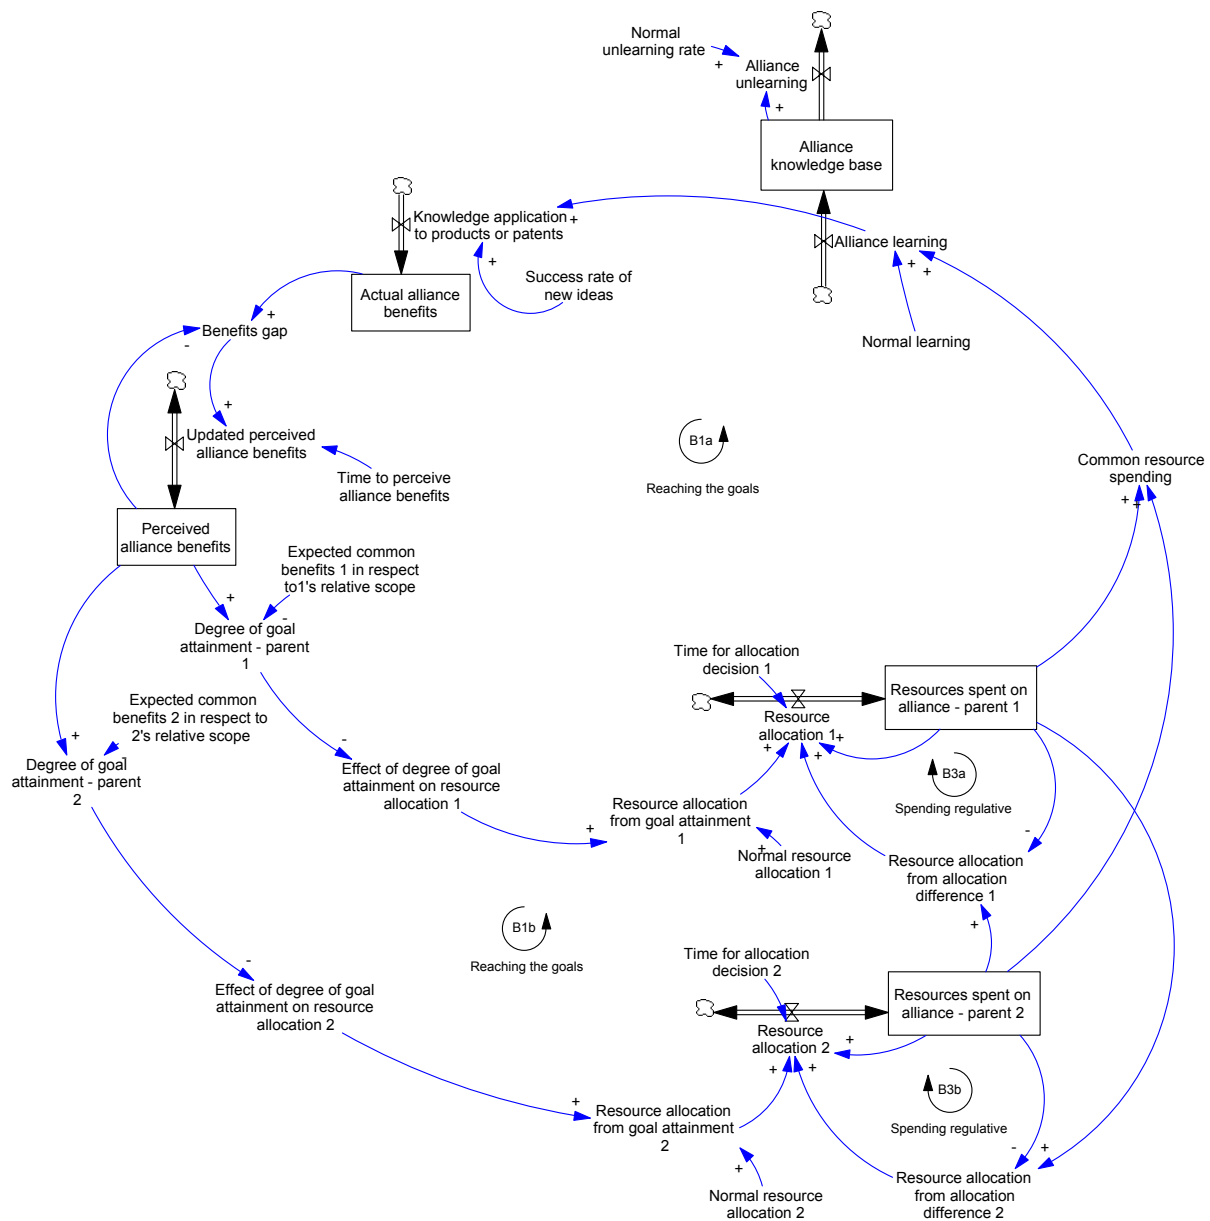 Normal
unlearning rate
+
Alliance
unlearning
+
Alliance
knowledge base
Knowledge application
to products or patents
+
+
Alliance learning
+
+
Success rate of
new ideas
Actual alliance
benefits
+
Benefits gap
-
Normal learning
+
Updated perceived
alliance benefits
Time to perceive
alliance benefits
B1a
Reaching the goals
Common resource
spending
+
+
Perceived
alliance benefits
Expected common
benefits 1 in respect
to1's relative scope
+
-
Degree of goal
attainment - parent
1
Time for allocation
decision 1
Resources spent on
alliance - parent 1
Resource
allocation 1
+
+
+
Expected common
benefits 2 in respect to
2's relative scope
+
-
Degree of goal
attainment - parent
2
-
Effect of degree of goal
attainment on resource
allocation 1
B3a
Spending regulative
+
Resource allocation
from goal attainment
1
-
+
Normal resource
allocation 1
Resource allocation
from allocation
difference 1
+
B1b
Reaching the goals
Time for allocation
decision 2
-
Effect of degree of goal
attainment on resource
allocation 2
Resources spent on
alliance - parent 2
Resource
allocation 2
+
+
+
B3b
Spending regulative
+
Resource allocation
from goal attainment
2
-
+
+
Normal resource
allocation 2
Resource allocation
from allocation
difference 2